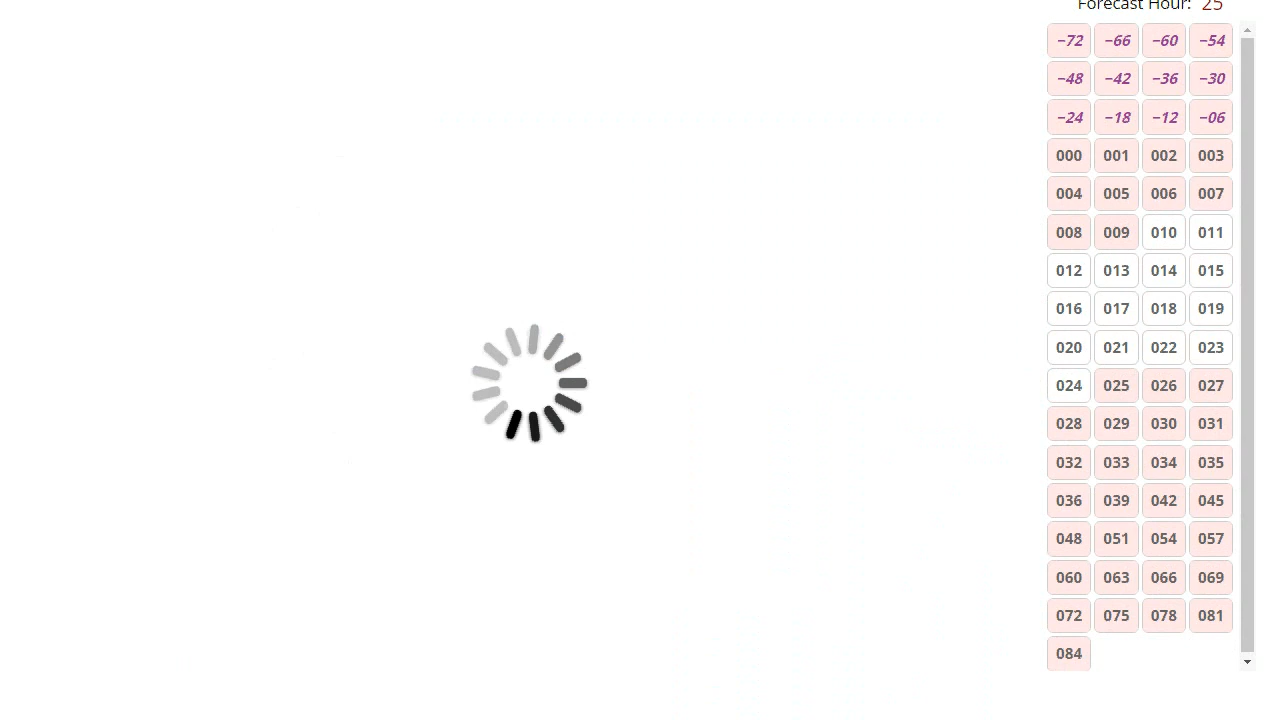 Forecast Hour: 25
−72 −66 −60 −54
−48 −42 −36 −30
−24 −18 −12 −06
000 001 002 003
004 005 006 007
008 009 010 011
012 013 014 015
016 017 018 019
020 021 022 023
024 025 026 027
028 029 030 031
032 033 034 035
036 039 042 045
048 051 054 057
060 063 066 069
072 075 078 081
084